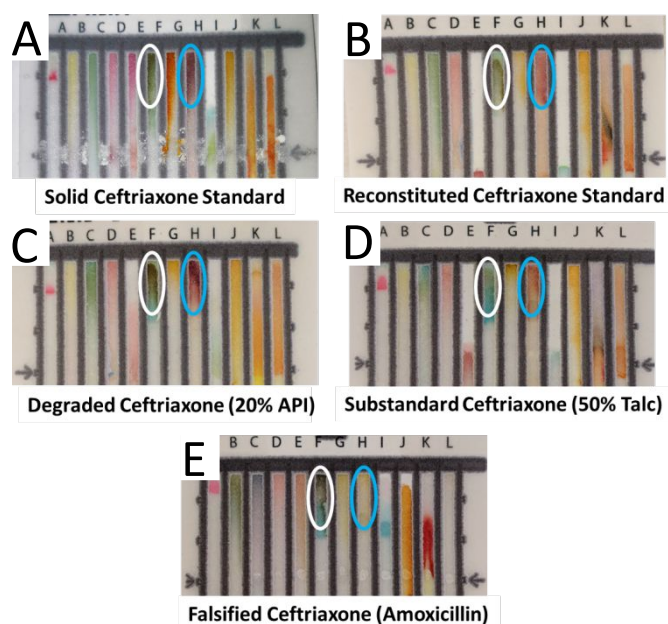 A
A B C D E F G H I J K L
Solid Ceftriaxone Standard
B
A B C D E F G H I J K L
Reconstituted Ceftriaxone Standard
C
A B C D E F G H I J K L
Degraded Ceftriaxone (20% API)
D
A B C D E F G H I J K L
Substandard Ceftriaxone (50% Talc)
E
B C D E F G H I J K L
Falsified Ceftriaxone (Amoxicillin)